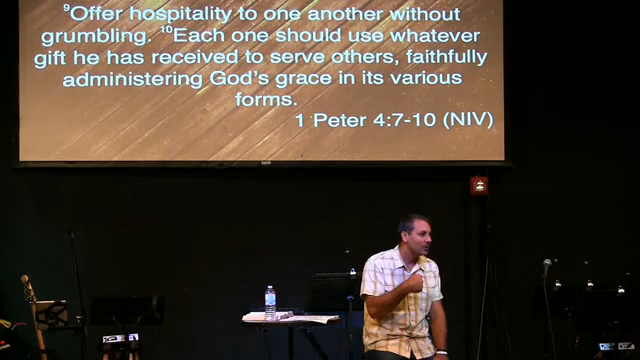 ⁹Offer hospitality to one another without
grumbling. ¹⁰Each one should use whatever
gift he has received to serve others, faithfully
administering God's grace in its various
forms.
1 Peter 4:7-10 (NIV)